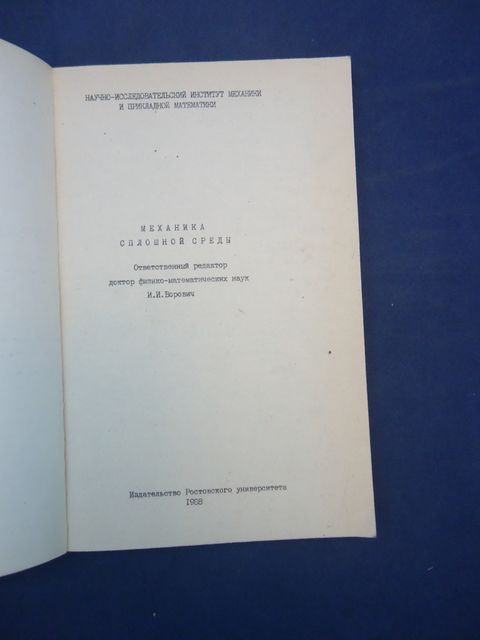 НАУЧНО-ИССЛЕДОВАТЕЛЬСКИЙ ИНСТИТУТ МЕХАНИКИ
И ПРИКЛАДНОЙ МАТЕМАТИКИ
МЕХАНИКА
СПЛОШНОЙ СРЕДЫ
Ответственный редактор
доктор физико-математических наук
И.И.Ворович
Издательство Ростовского университета
1988